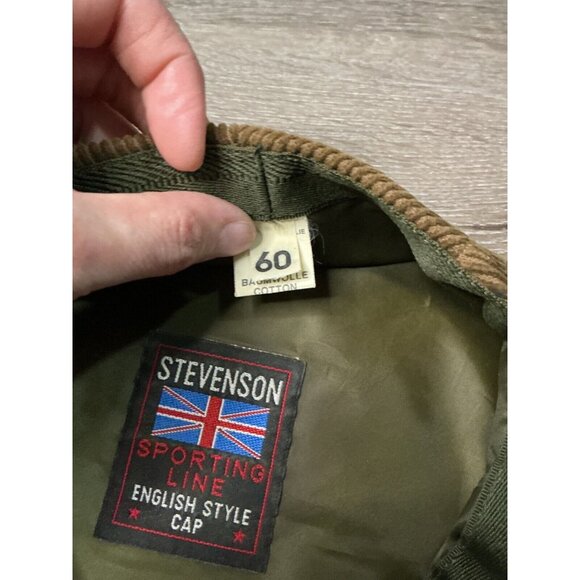 60
BAUMWOLLE
COTTON
STEVENSON
SPORTING
LINE
ENGLISH STYLE
CAP